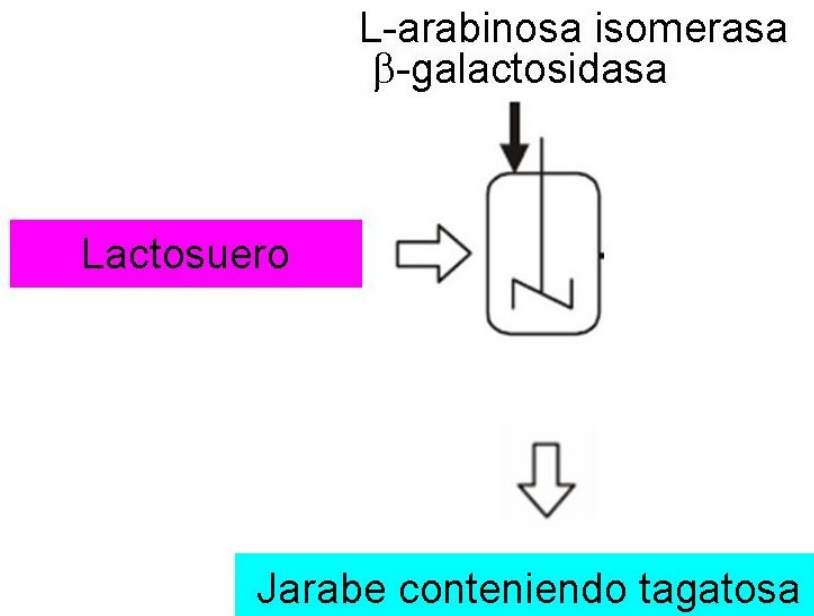 L-arabinosa isomerasa
β-galactosidasa
Lactosuero
Jarabe conteniendo tagatosa